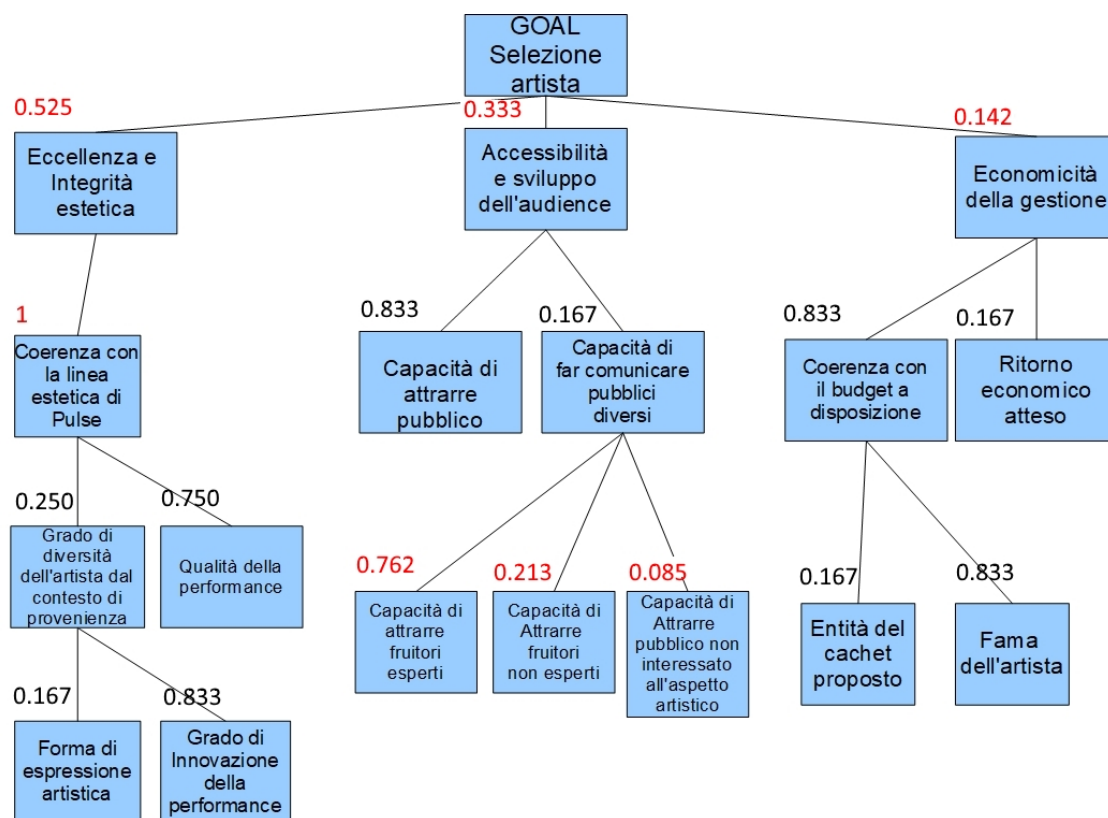 GOAL
Selezione
artista
0.525
0.333
0.142
Eccellenza e
Integrità
estetica
Accessibilità
e sviluppo
dell'audience
Economicità
della gestione
1
0.833
0.167
0.833
0.167
Coerenza con
la linea
estetica di
Pulse
Capacità di
attrarre
pubblico
Capacità di
far comunicare
pubblici
diversi
Coerenza con
il budget a
disposizione
Ritorno
economico
atteso
0.250
0.750
Grado di
diversità
dell'artista dal
contesto di
provenienza
Qualità della
performance
0.762
0.213
0.085
0.167
0.833
Capacità di
attrarre
fruitori
esperti
Capacità di
Attrarre
fruitori
non esperti
Capacità di
Attrarre
pubblico non
interessato
all'aspetto
artistico
Entità del
cachet
proposto
Fama
dell'artista
0.167
0.833
Forma di
espressione
artistica
Grado di
Innovazione
della
performance